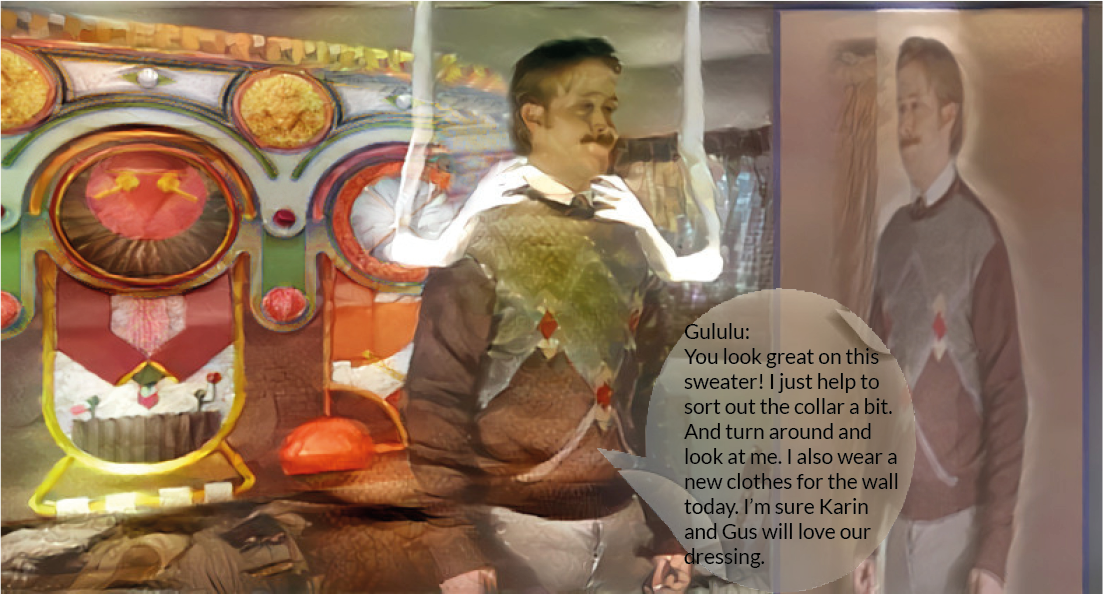 Gululu:
You look great on this
sweater! I just help to
sort out the collar a bit.
And turn around and
look at me. I also wear a
new clothes for the wall
today. I'm sure Karin
and Gus will love our
dressing.